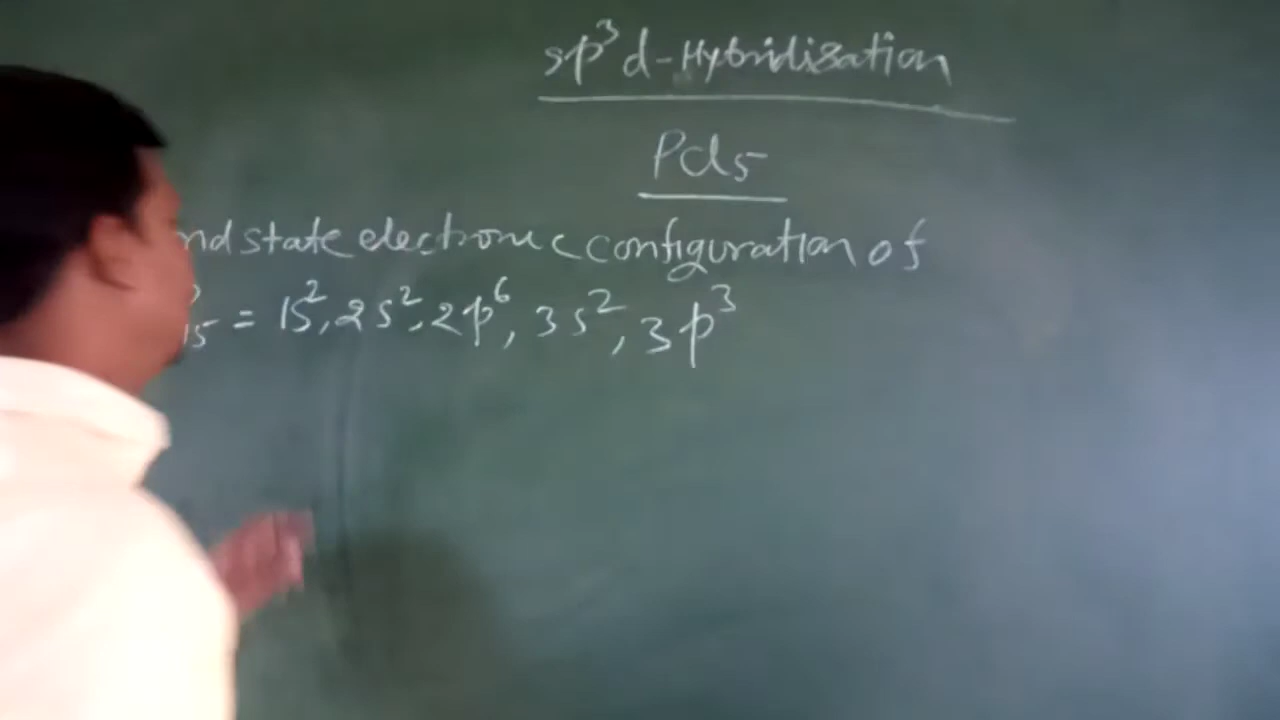 sp³d-Hybridisation
PCl5
nd state electronic configuration of
15 = 1S², 2s², 2p⁶, 3s², 3p³